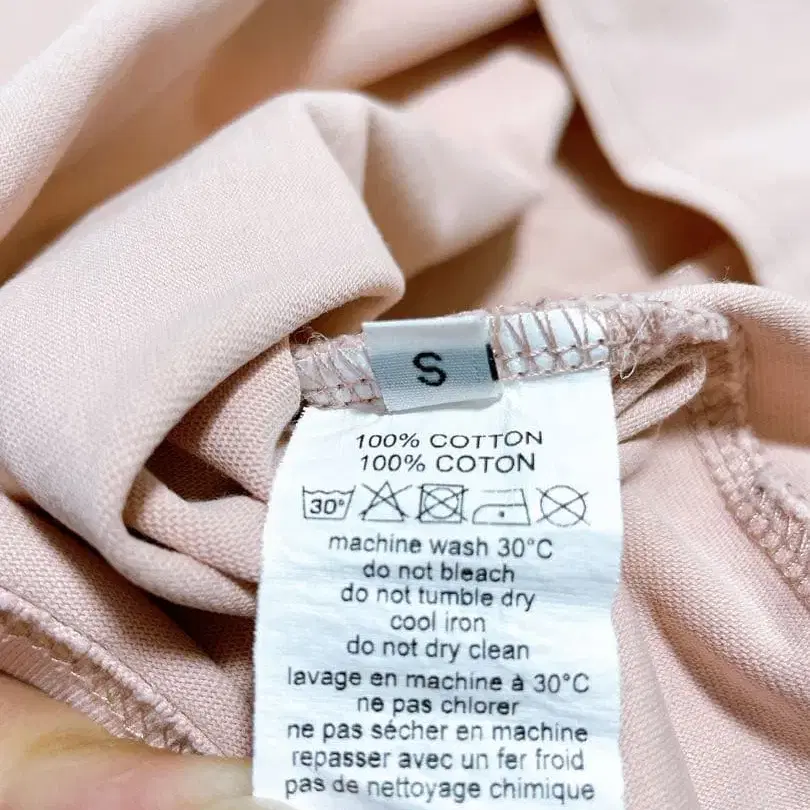 S
100% COTTON
100% COTON
30°
machine wash 30°C
do not bleach
do not tumble dry
cool iron
do not dry clean
lavage en machine à 30°C
ne pas chlorer
ne pas sécher en machine
repasser avec un fer froid
pas de nettoyage chimique